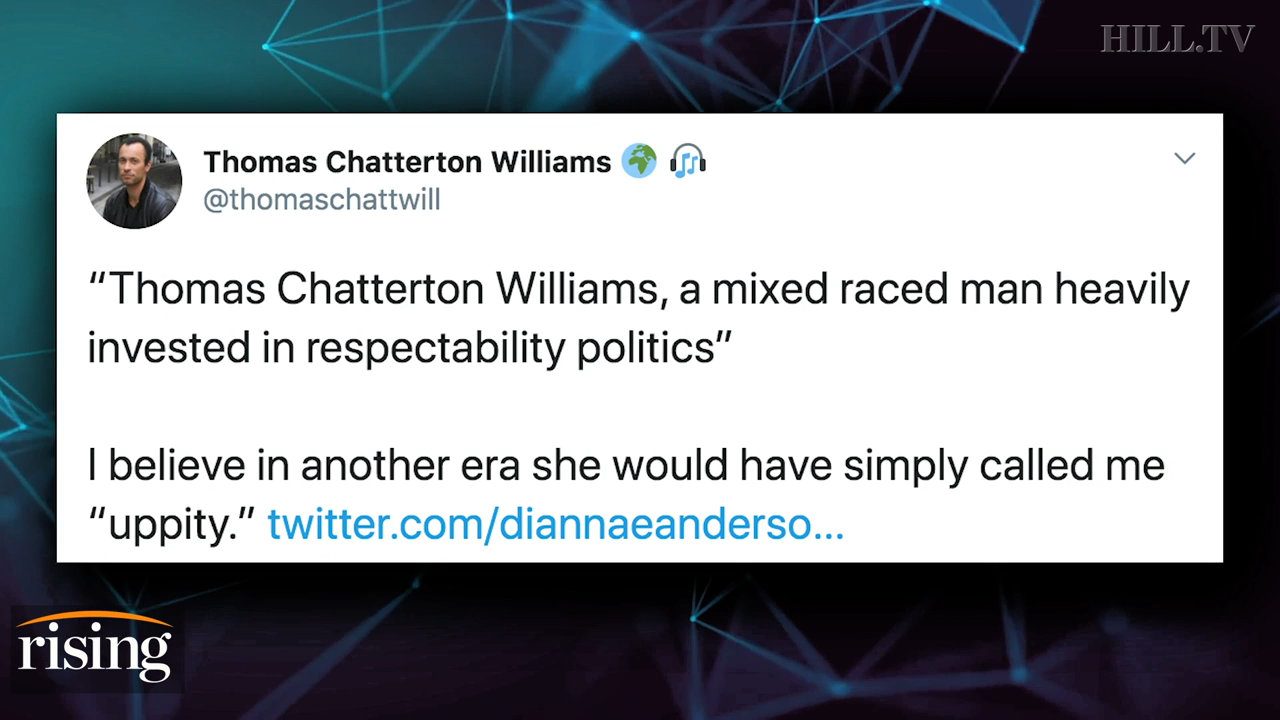 HILL.TV
Thomas Chatterton Williams
@thomaschattwill
“Thomas Chatterton Williams, a mixed raced man heavily
invested in respectability politics”
I believe in another era she would have simply called me
“uppity.” twitter.com/diannaeanderso...
rising